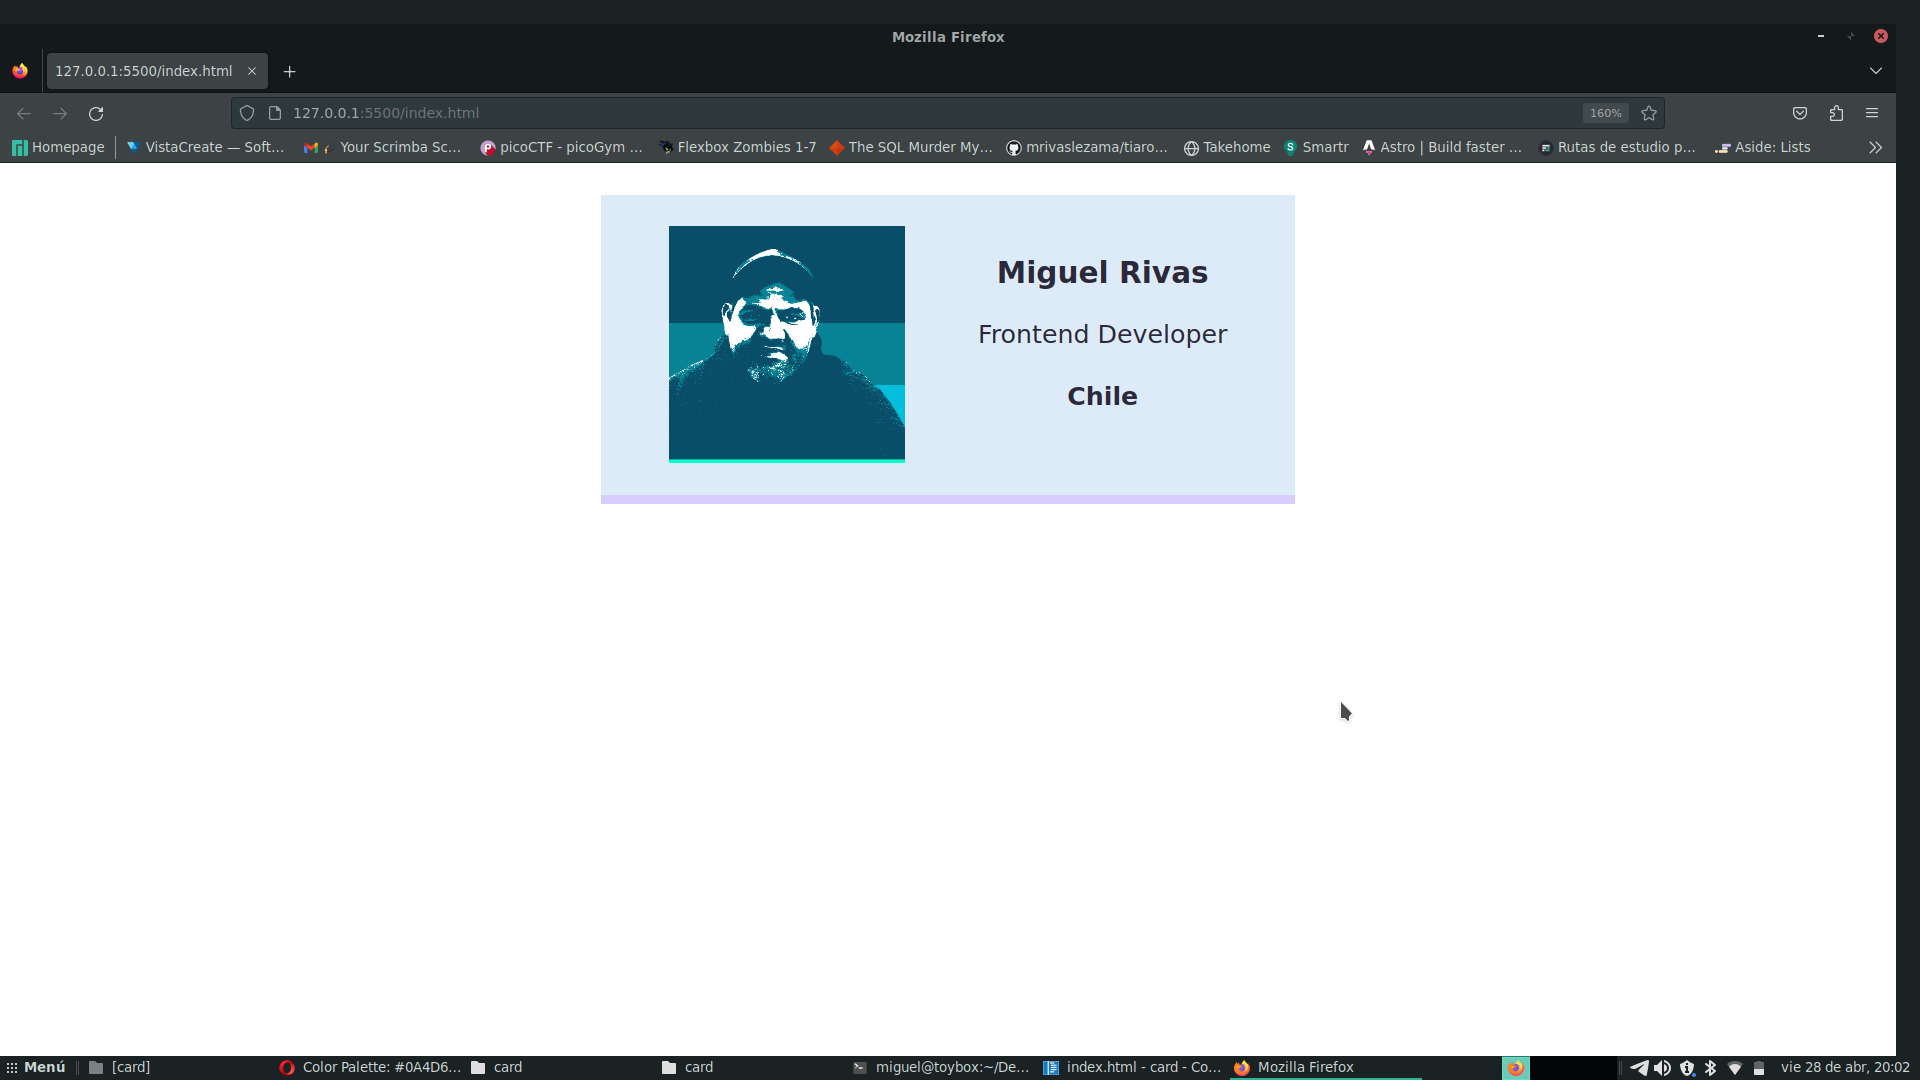 Mozilla Firefox
127.0.0.1:5500/index.html
127.0.0.1:5500/index.html 160%
Homepage VistaCreate — Soft... Your Scrimba Sc... picoCTF - picoGym ... Flexbox Zombies 1-7 The SQL Murder My... mrivaslezama/tiaro... Takehome Smartr Astro | Build faster ... Rutas de estudio p... Aside: Lists
Miguel Rivas
Frontend Developer
Chile
Menú [card] Color Palette: #0A4D6... card card miguel@toybox:~/De... index.html - card - Co... Mozilla Firefox vie 28 de abr, 20:02